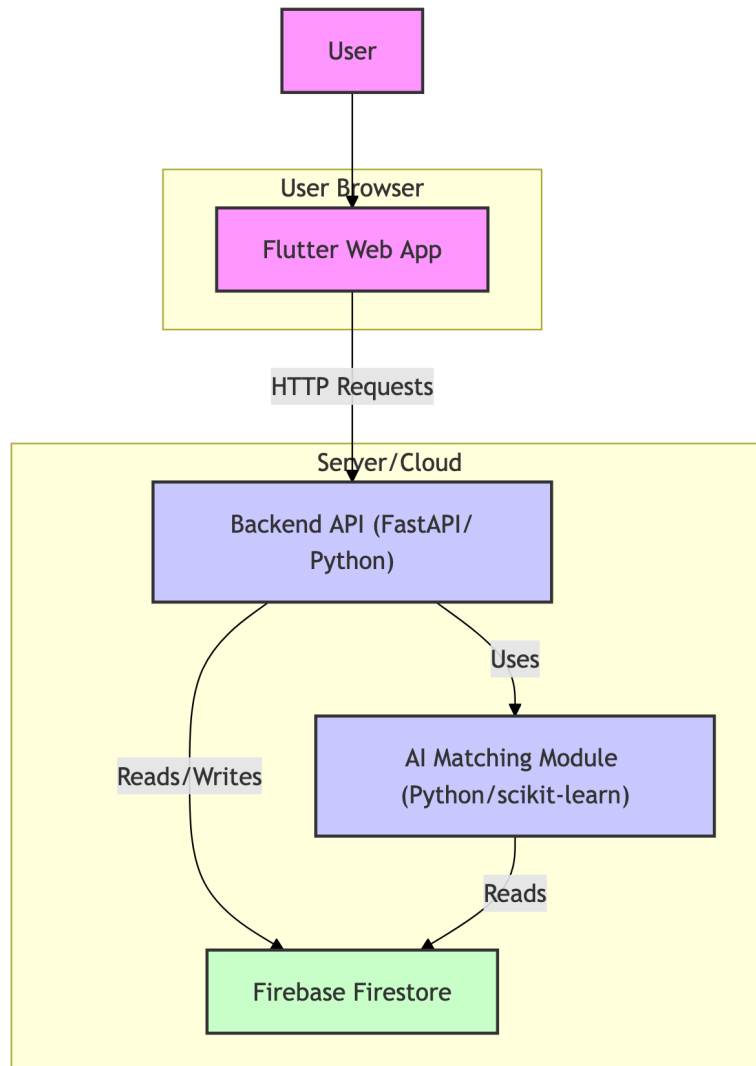 User
User Browser
Flutter Web App
HTTP Requests
Server/Cloud
Backend API (FastAPI/
Python)
Uses
AI Matching Module
(Python/scikit-learn)
Reads/Writes
Reads
Firebase Firestore